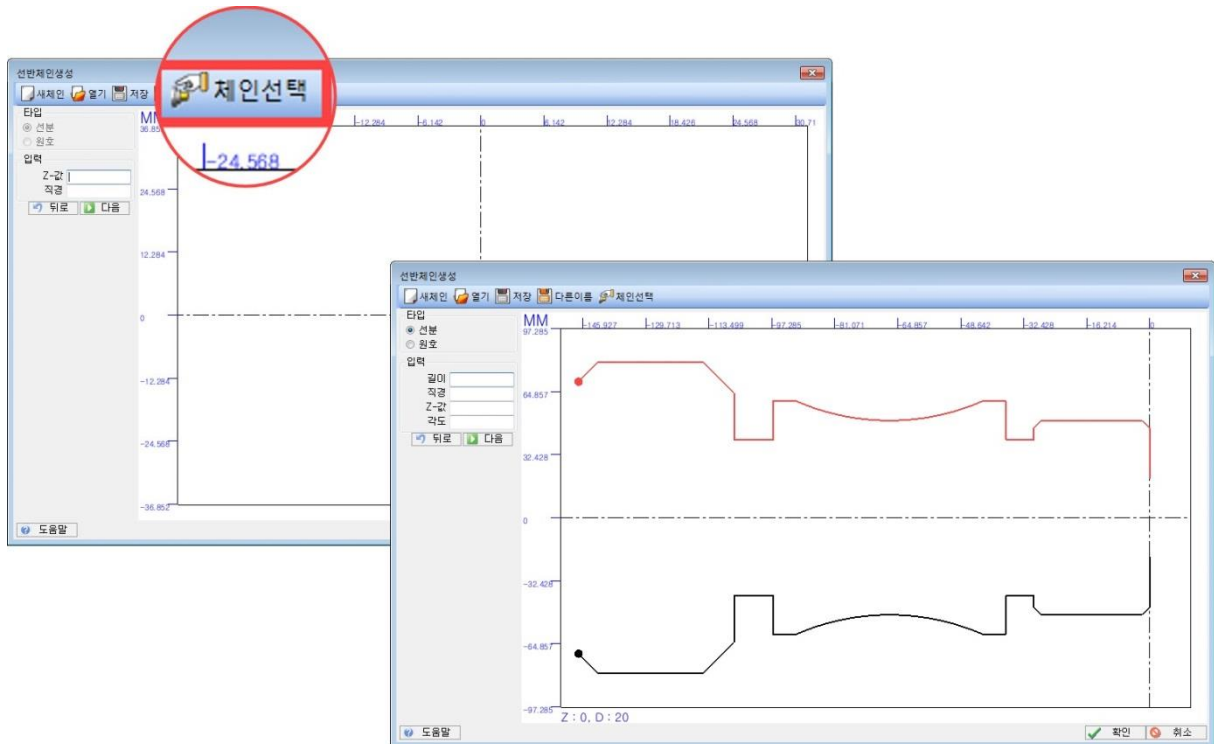 선반체인생성
새체인 열기 저장
체인선택
타입
선분
원호
입력
Z-값
직경
뒤로 다음
MM
-24.568
-12.284 -6.142 0 6.142 12.284 18.426 24.568 30.71
24.568
12.284
0
-12.284
-24.568
-36.852
도움말
선반체인생성
새체인 열기 저장 다른이름 체인선택
타입
선분
원호
입력
길이
직경
Z-값
각도
뒤로 다음
MM
-145.927 -129.713 -113.499 -97.285 -81.071 -64.857 -48.642 -32.428 -16.214 0
97.285
64.857
32.428
0
-32.428
-64.857
-97.285
Z : 0, D : 20
도움말
확인 취소